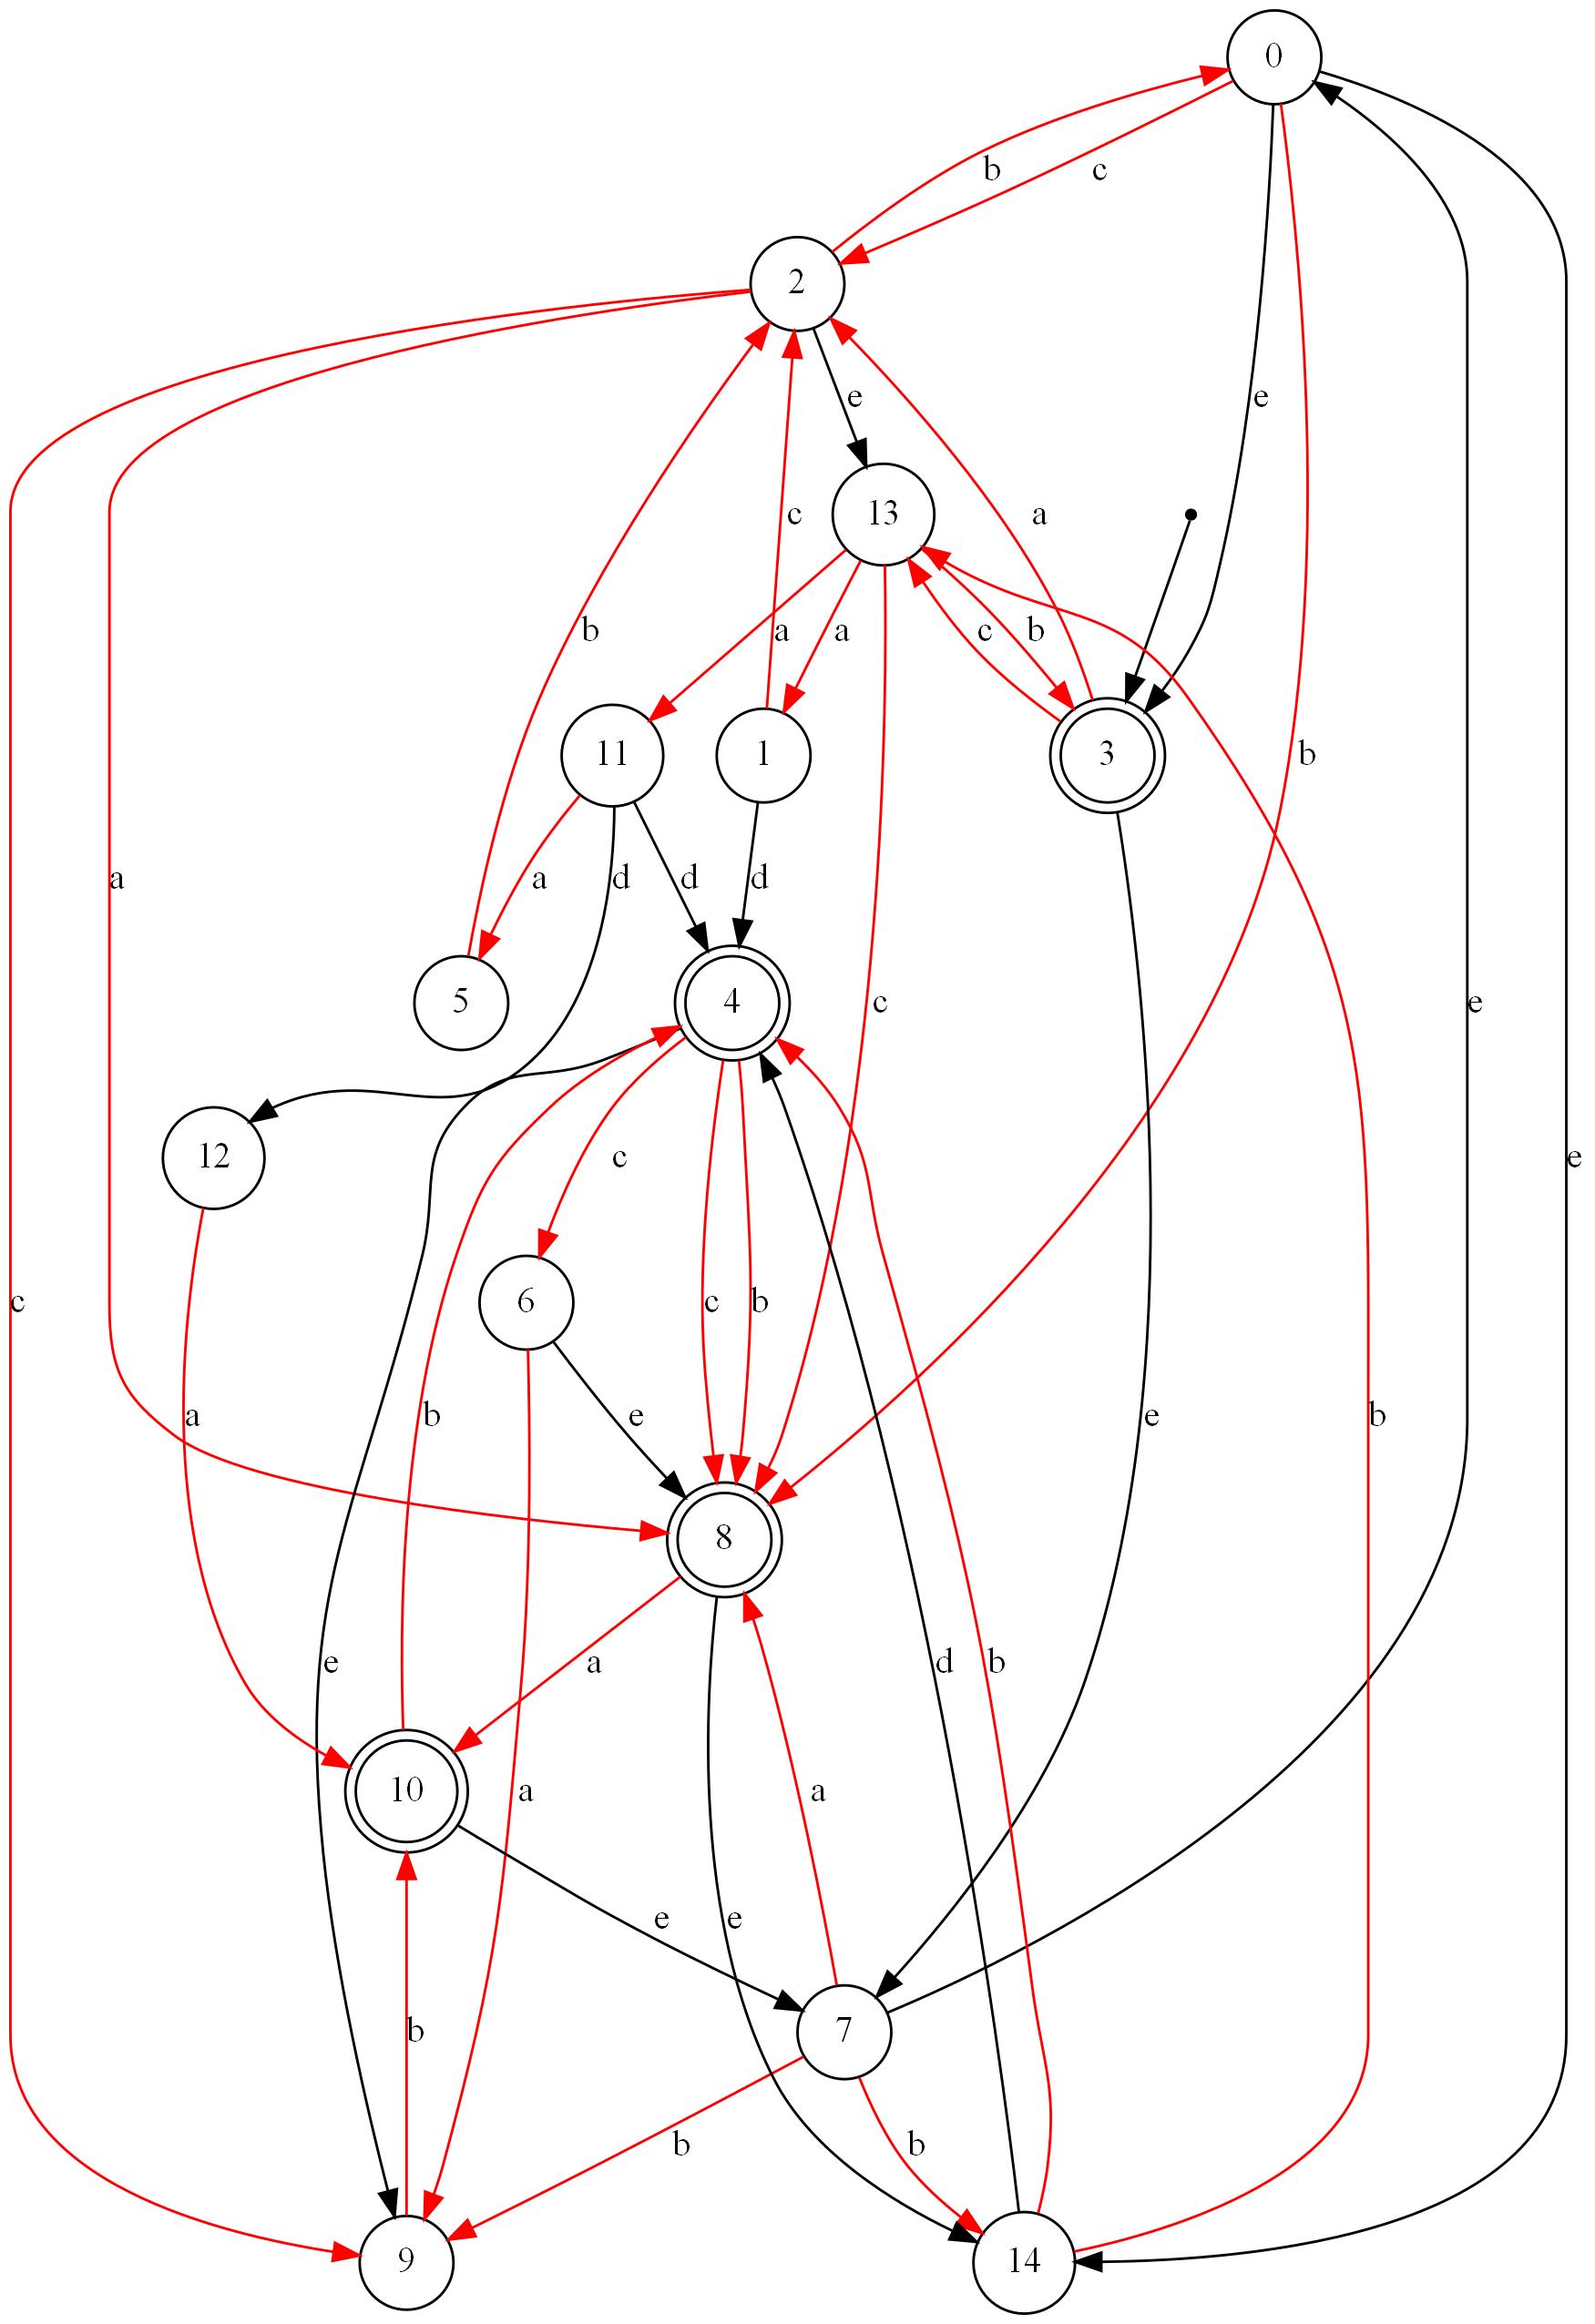 0
b c
2
e e
13 c a
b a a c b b
11 1 3
a a d d d
5 4 c e
12 c e
c 6 c b
a b e e b
8
e a d b
10 a a
e e
7
b
b b
9 14